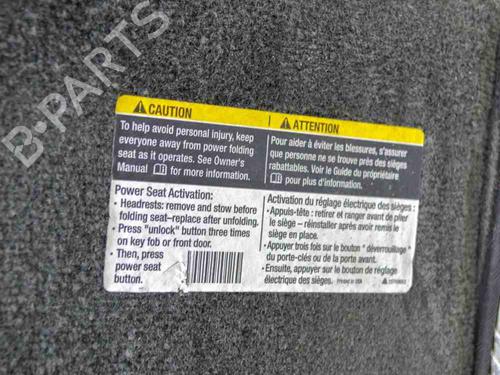 B-PARTS
CAUTION
To help avoid personal injury, keep
everyone away from power folding
seat as it operates. See Owner's
Manual for more information.
Power Seat Activation:
• Headrests: remove and stow before
folding seat–replace after unfolding.
• Press "unlock" button three times
on key fob or front door.
• Then, press
power seat
button.
ATTENTION
Pour aider à éviter les blessures, s'assurer
que personne ne se trouve près des sièges
rabattables. Voir le Guide du propriétaire
pour plus d'information.
Activation du réglage électrique des sièges :
• Appuis-tête : retirer et ranger avant de plier
le siège – réinstaller après avoir remis le
siège en place.
• Appuyer trois fois sur le bouton "déverrouillage"
du porte-clés ou de la porte avant.
• Ensuite, appuyer sur le bouton de réglage
électrique des sièges.
Printed in USA